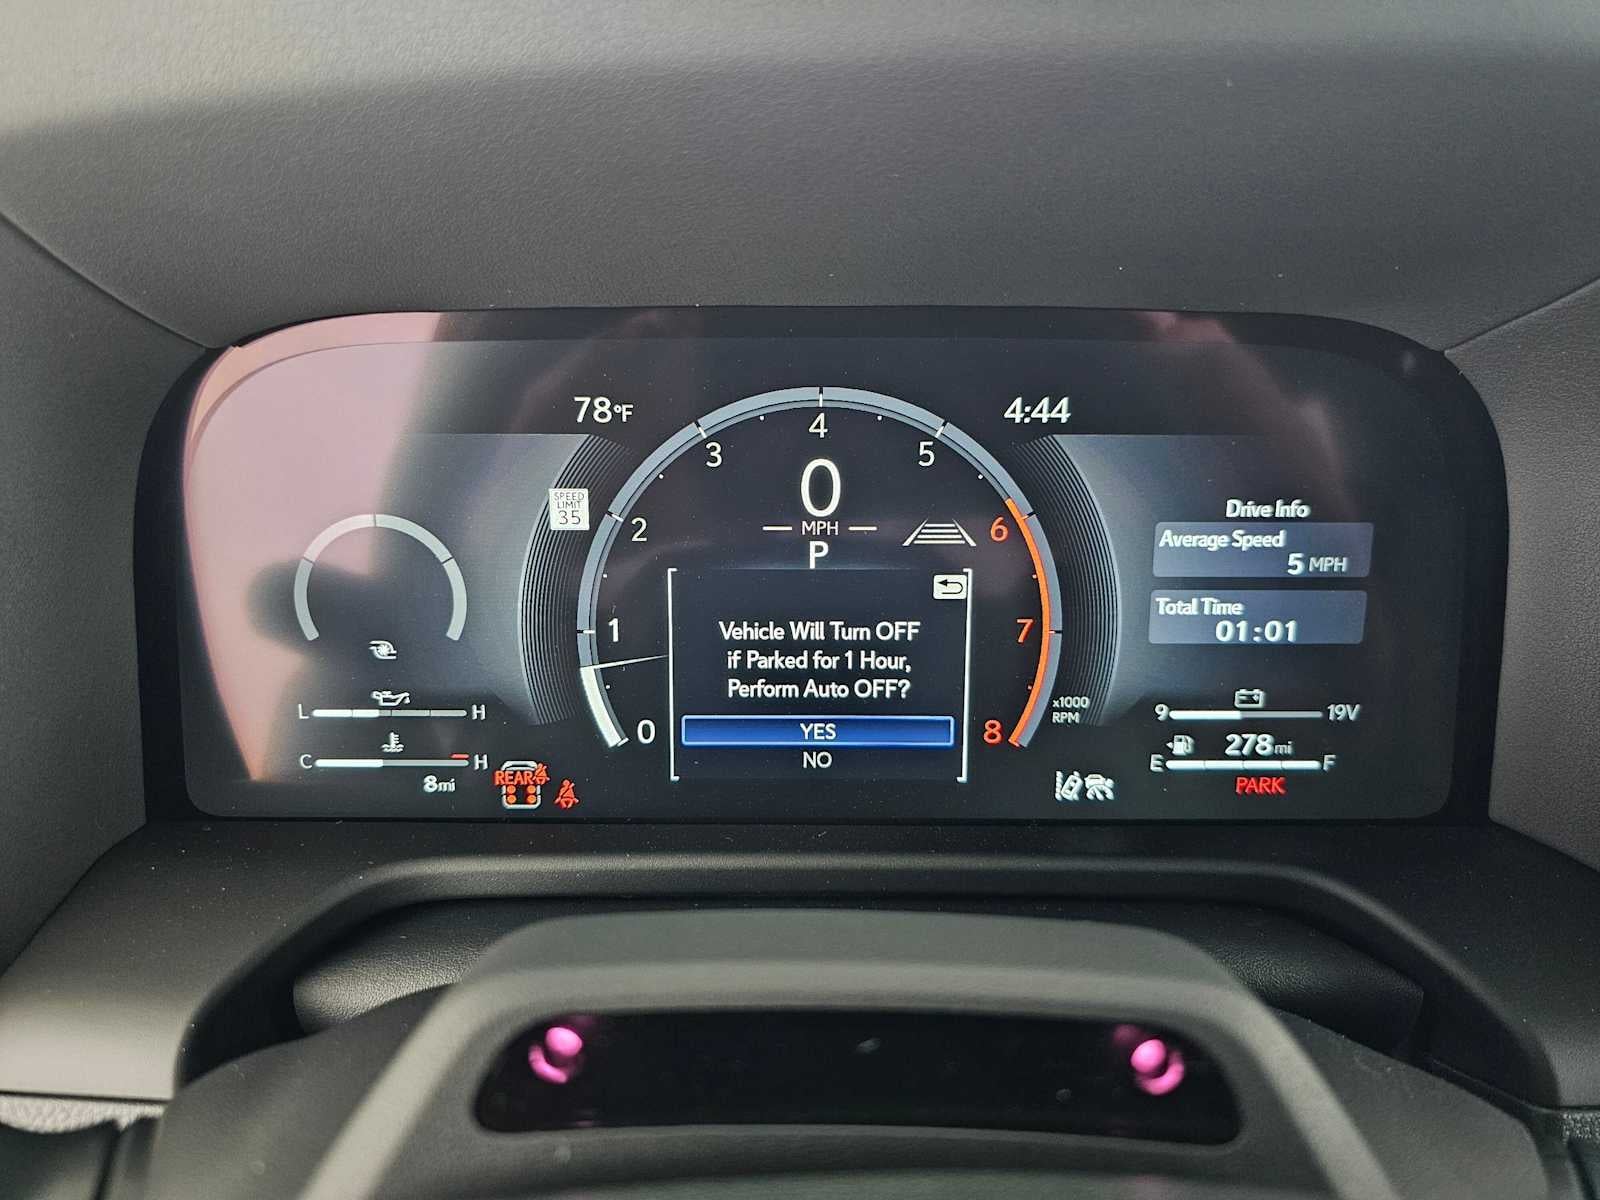 78°F
4:44
SPEED
LIMIT
35
0
1
2
3
4
5
6
7
8
x1000
RPM
0
MPH
P
Vehicle Will Turn OFF
if Parked for 1 Hour,
Perform Auto OFF?
YES
NO
Drive Info
Average Speed
5 MPH
Total Time
01:01
L H
C H
8mi
REAR
9 19V
278mi
E F
PARK